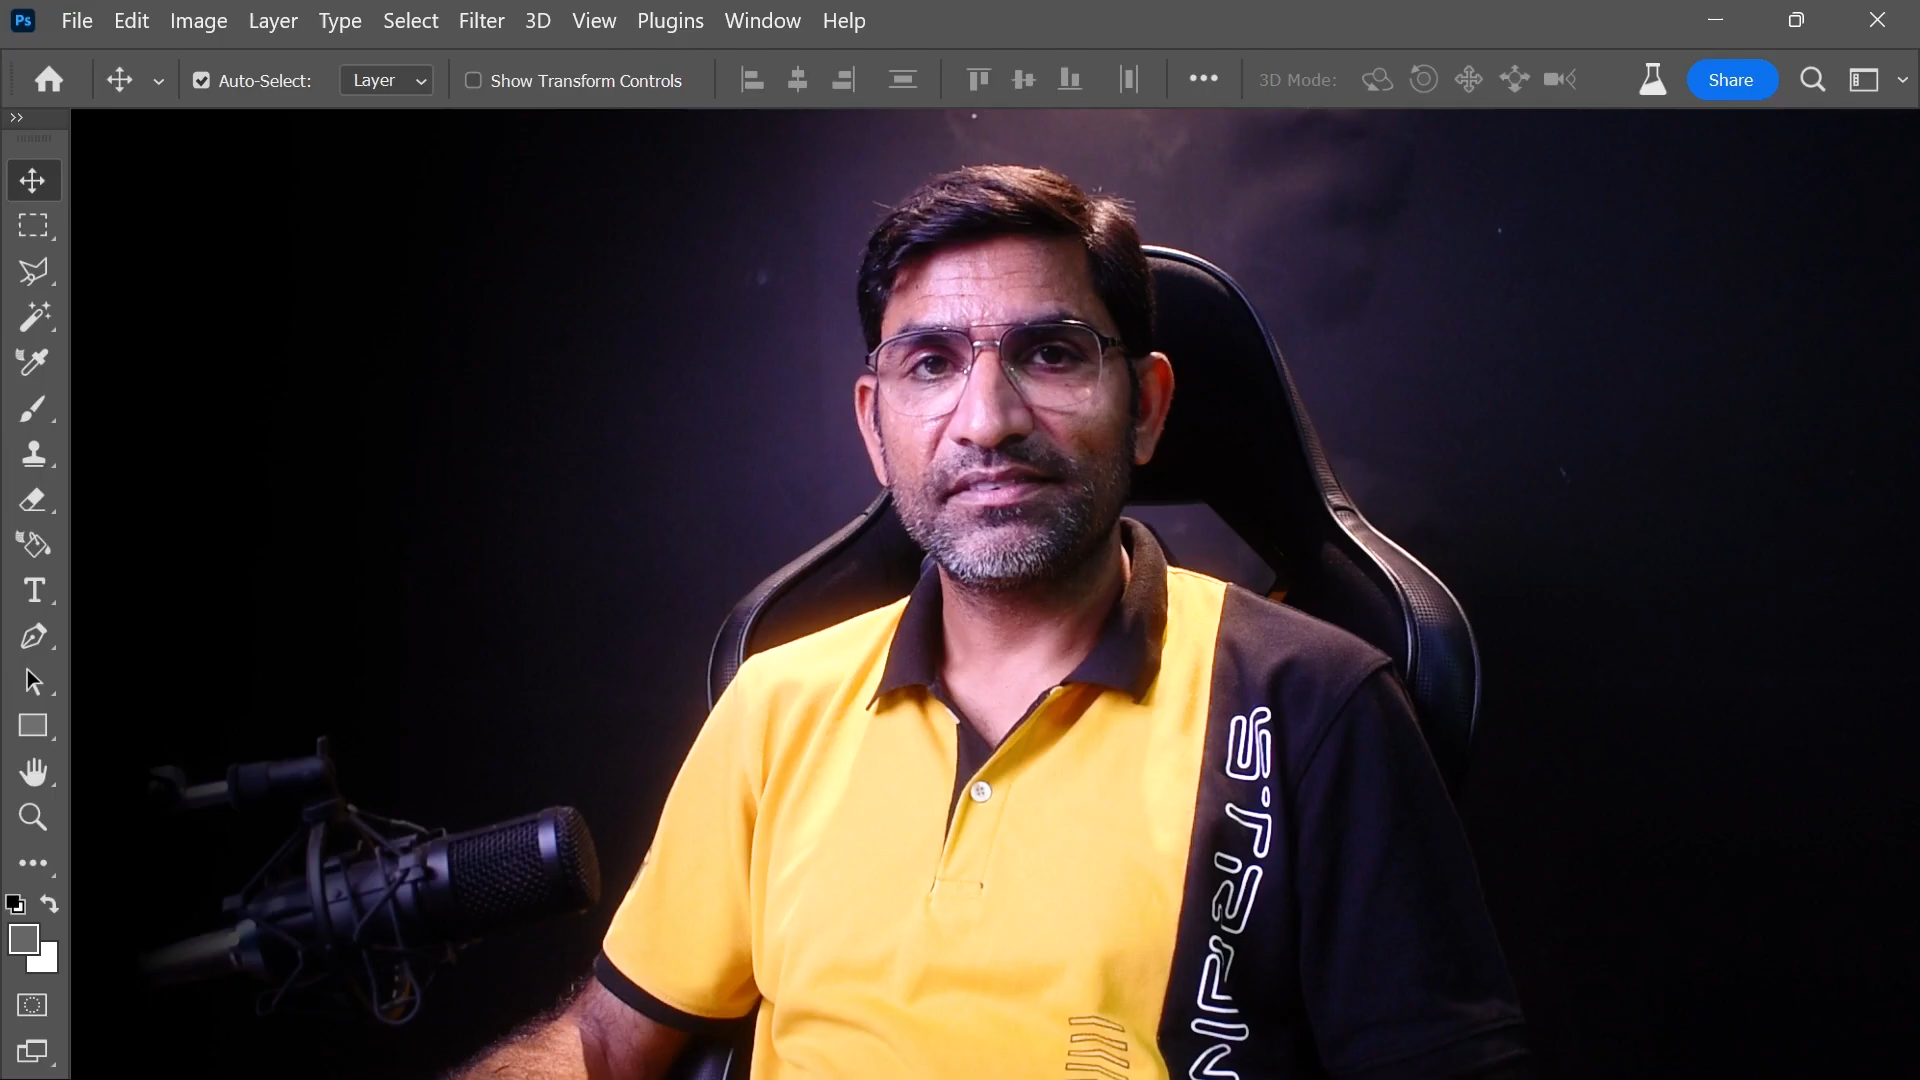 Ps File Edit Image Layer Type Select Filter 3D View Plugins Window Help
Auto-Select: Layer Show Transform Controls 3D Mode: Share